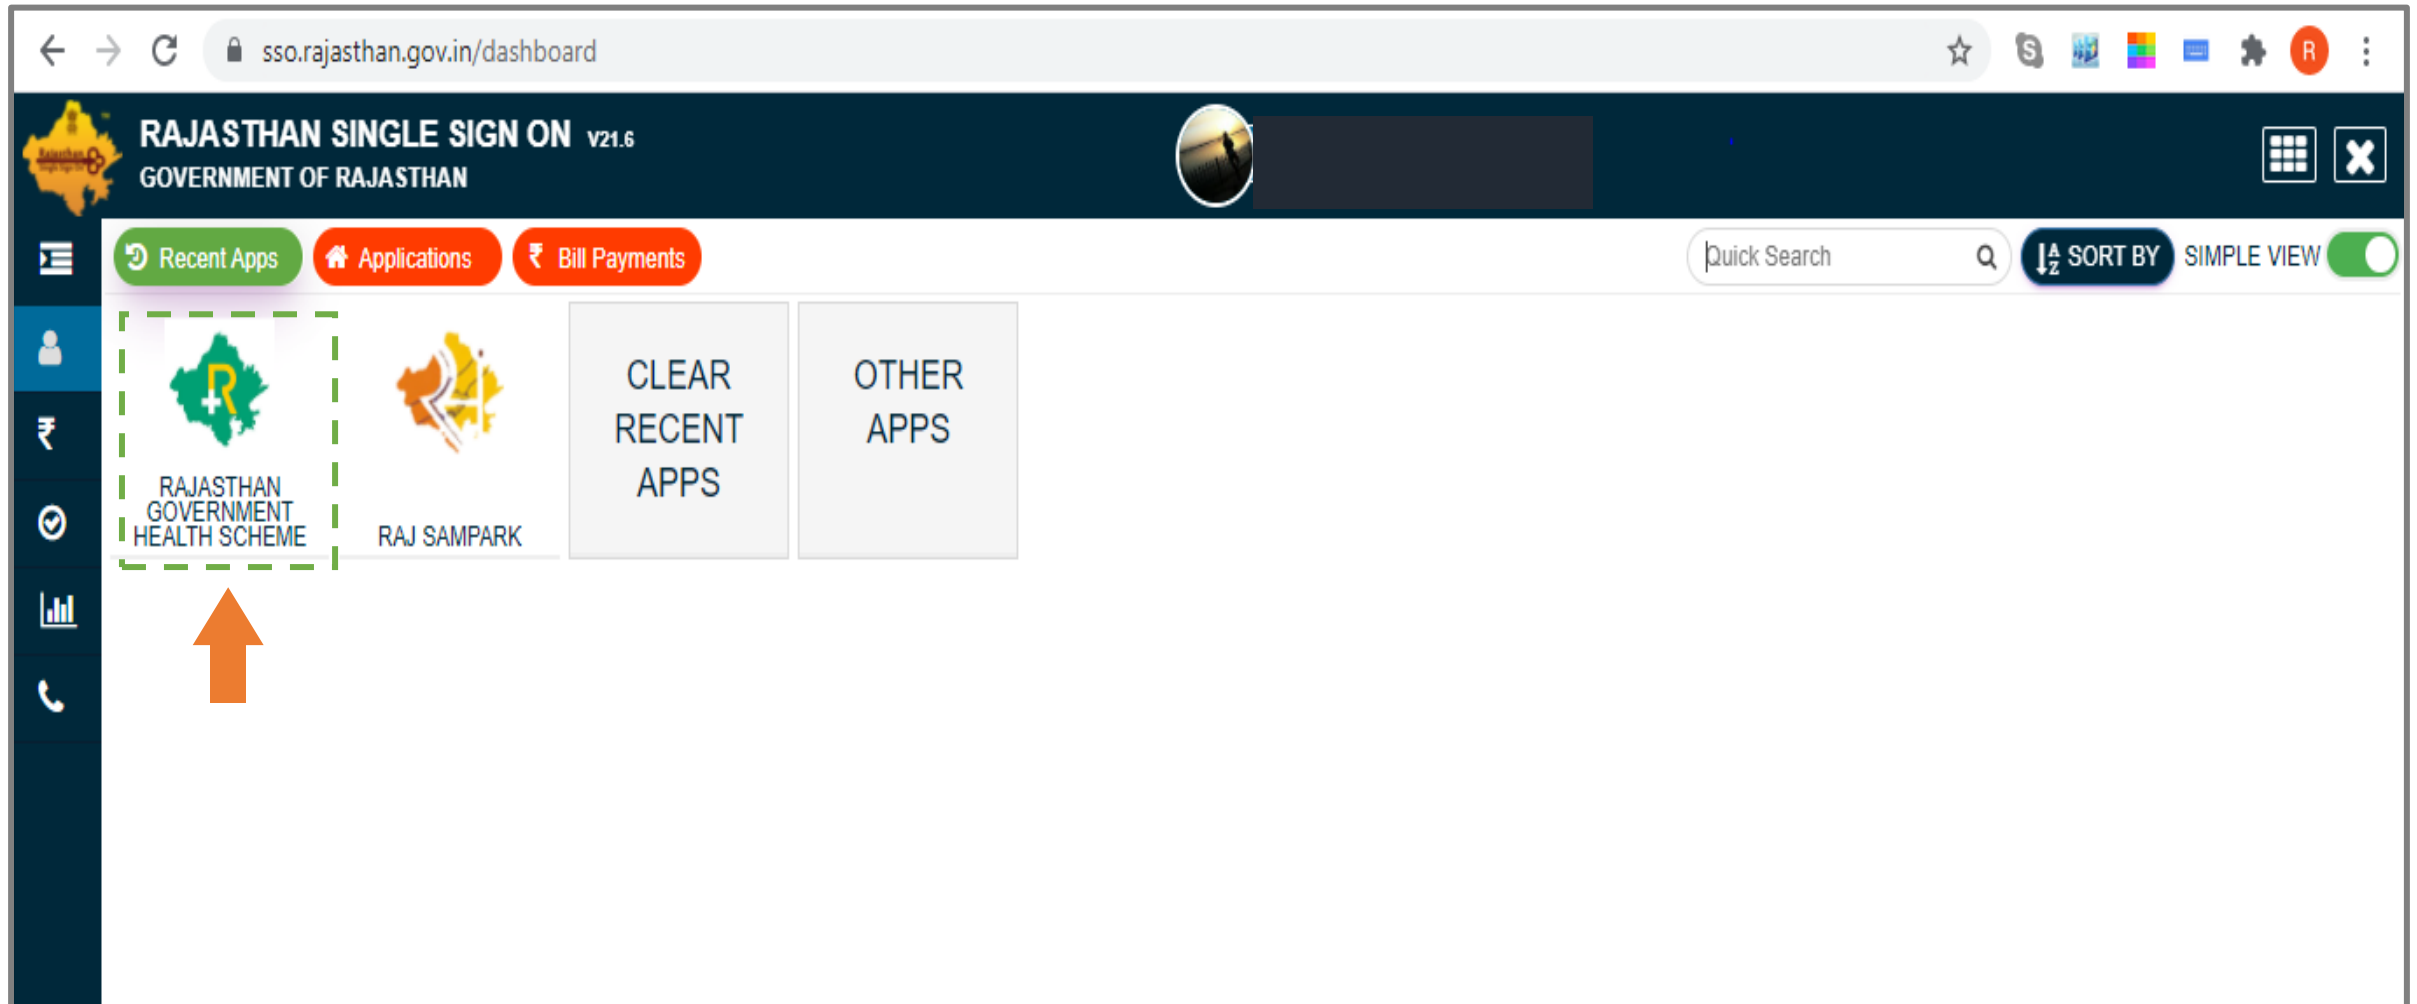 sso.rajasthan.gov.in/dashboard
R
RAJASTHAN SINGLE SIGN ON V21.6
GOVERNMENT OF RAJASTHAN
Recent Apps
Applications
₹ Bill Payments
Quick Search
SORT BY
SIMPLE VIEW
₹
RAJASTHAN
GOVERNMENT
HEALTH SCHEME
RAJ SAMPARK
CLEAR
RECENT
APPS
OTHER
APPS